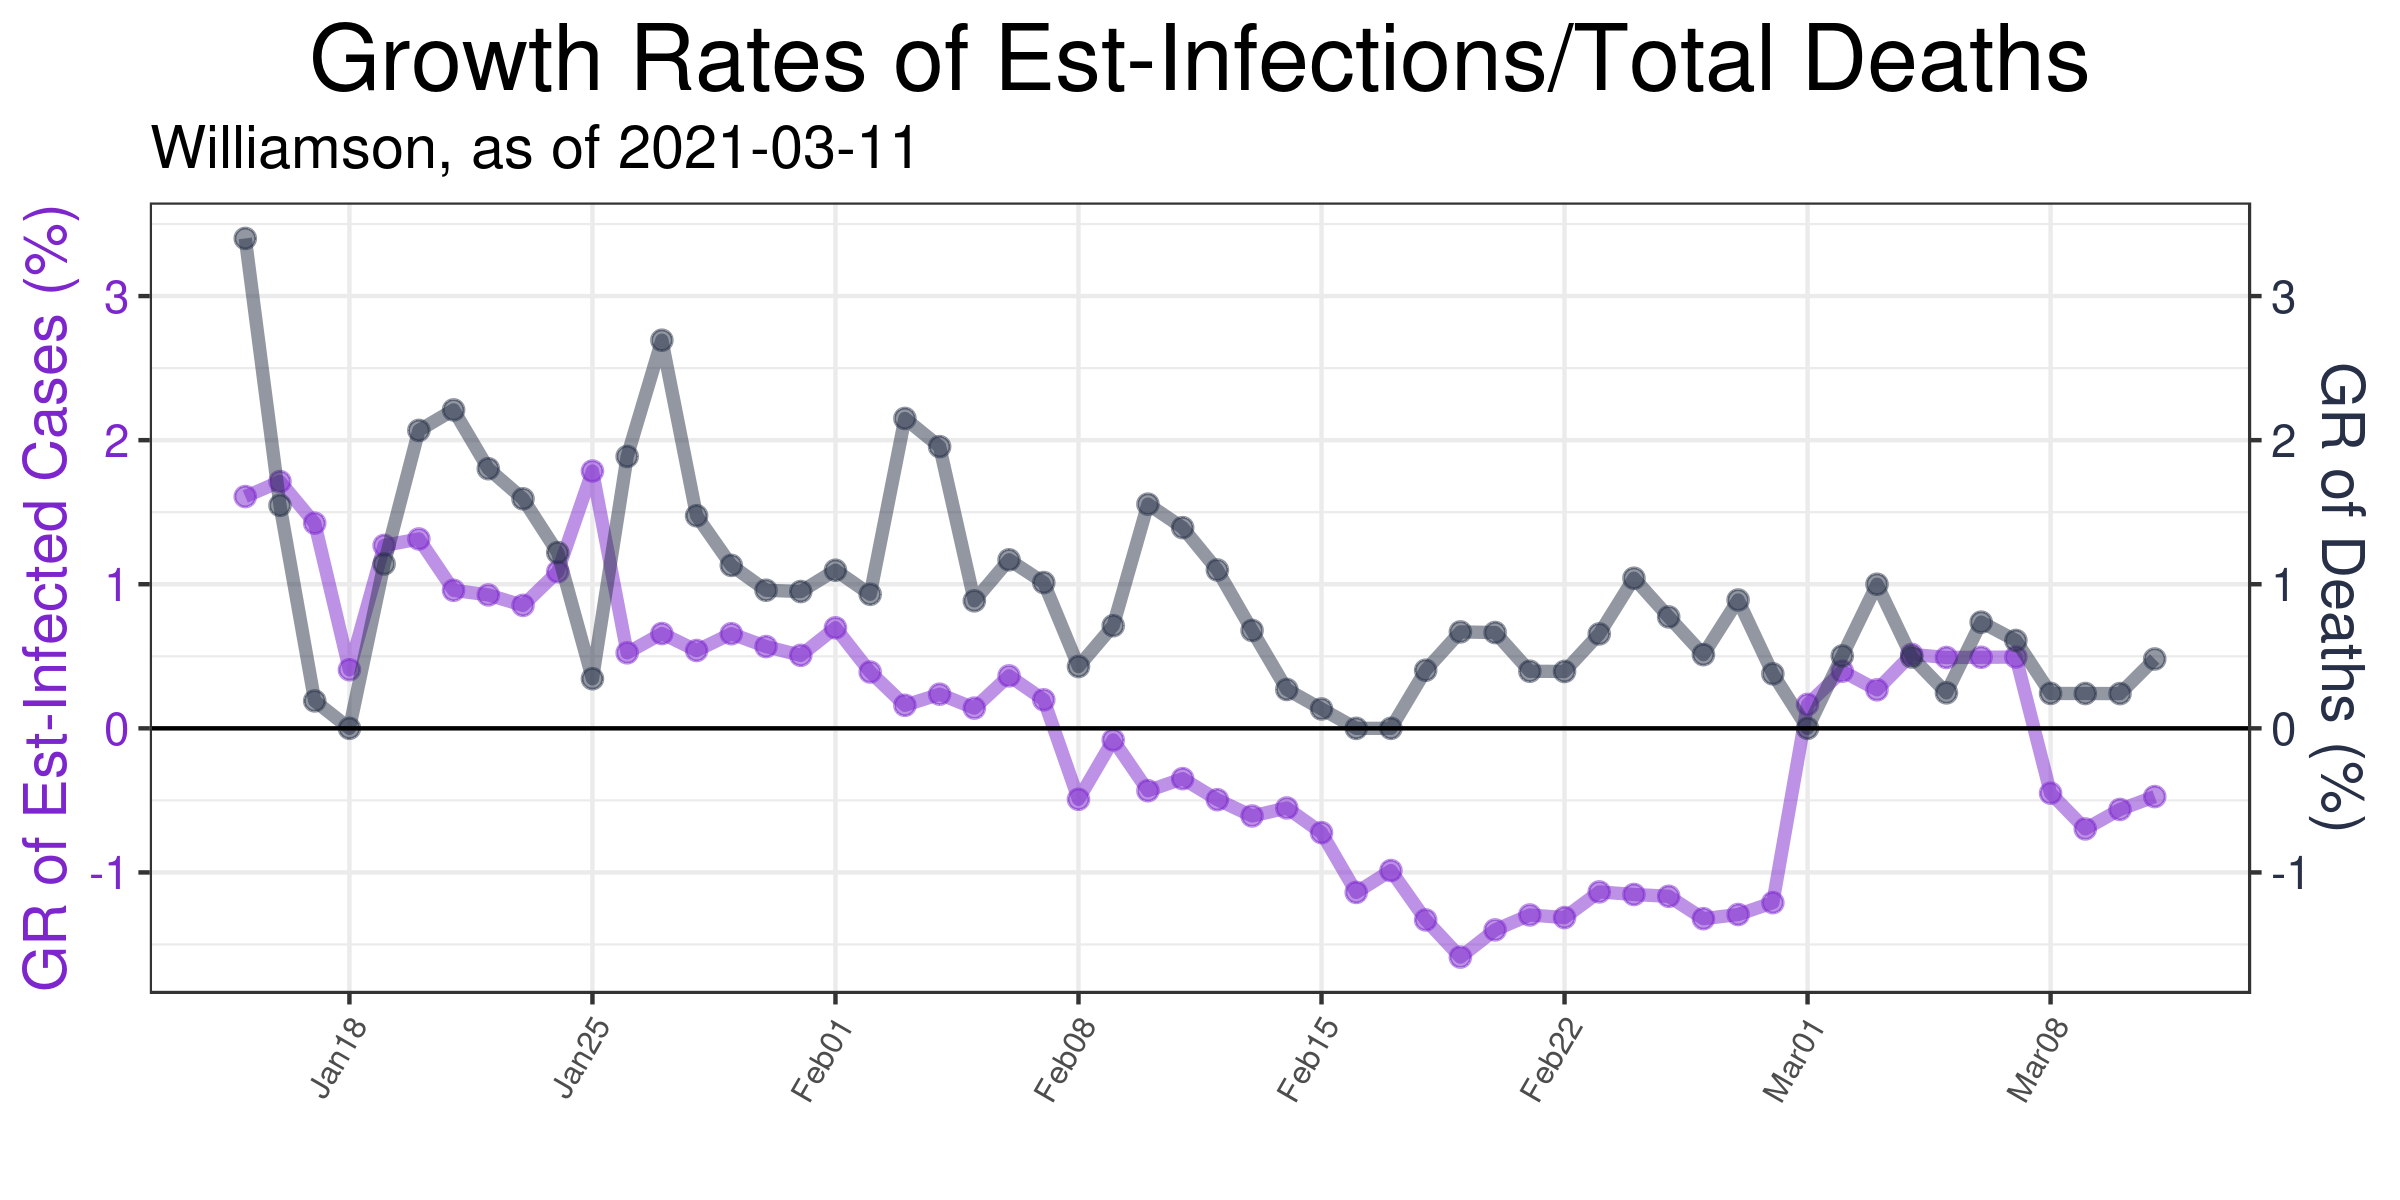 Growth Rates of Est-Infections/Total Deaths
Williamson, as of 2021-03-11
GR of Est-Infected Cases (%)
3
2
1
0
-1
3
2
1
0
-1
GR of Deaths (%)
Jan18
Jan25
Feb01
Feb08
Feb15
Feb22
Mar01
Mar08